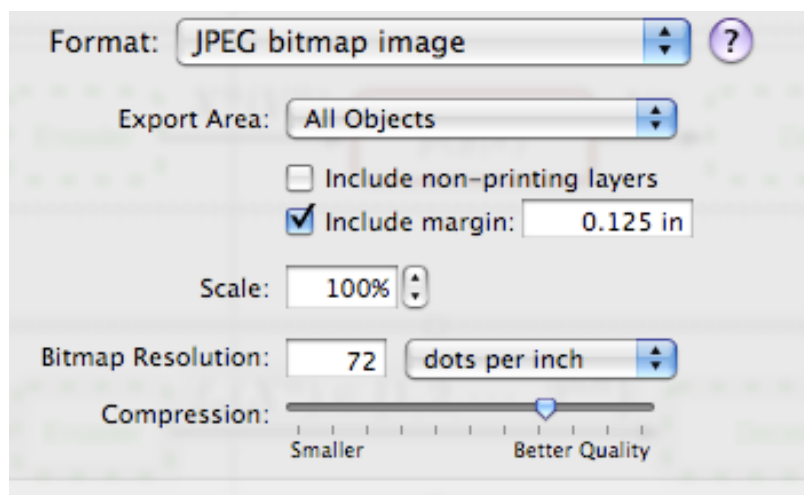 Format: JPEG bitmap image ?
Export Area: All Objects
Include non-printing layers
Include margin: 0.125 in
Scale: 100%
Bitmap Resolution: 72 dots per inch
Compression:
Smaller Better Quality